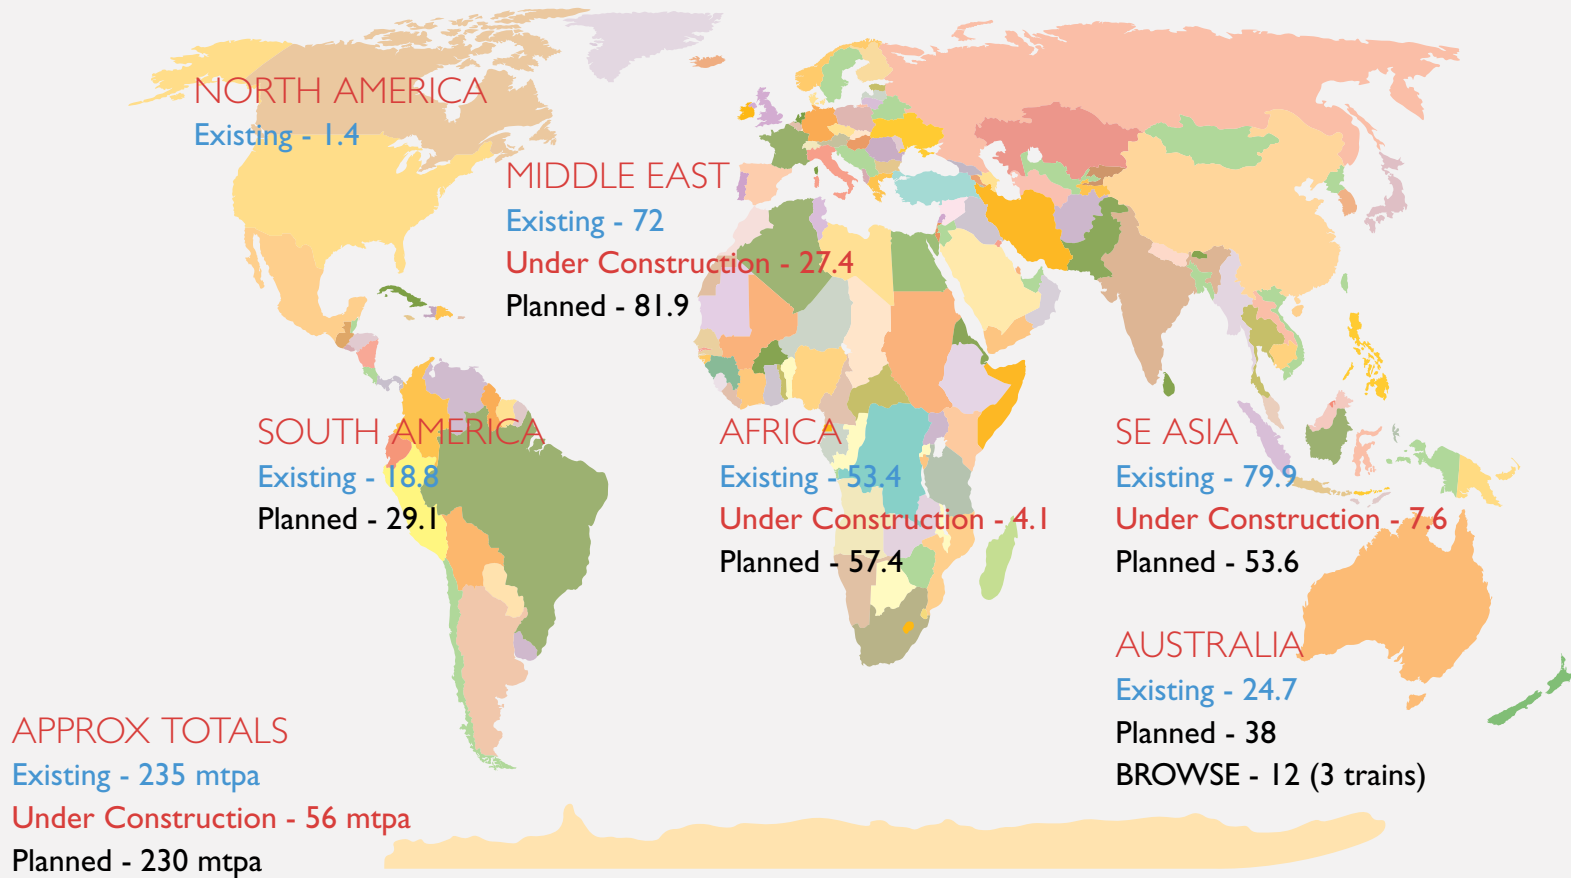 NORTH AMERICA
Existing - 1.4
MIDDLE EAST
Existing - 72
Under Construction - 27.4
Planned - 81.9
SOUTH AMERICA
Existing - 18.8
Planned - 29.1
AFRICA
Existing - 53.4
Under Construction - 4.1
Planned - 57.4
SE ASIA
Existing - 79.9
Under Construction - 7.6
Planned - 53.6
AUSTRALIA
Existing - 24.7
Planned - 38
BROWSE - 12 (3 trains)
APPROX TOTALS
Existing - 235 mtpa
Under Construction - 56 mtpa
Planned - 230 mtpa